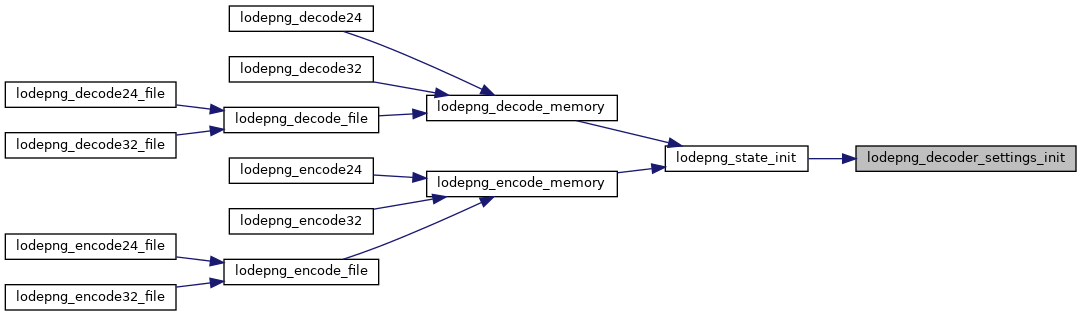 lodepng_decode24
lodepng_decode32
lodepng_decode24_file
lodepng_decode_memory
lodepng_decode_file
lodepng_decode32_file
lodepng_state_init
lodepng_decoder_settings_init
lodepng_encode24
lodepng_encode_memory
lodepng_encode32
lodepng_encode24_file
lodepng_encode_file
lodepng_encode32_file